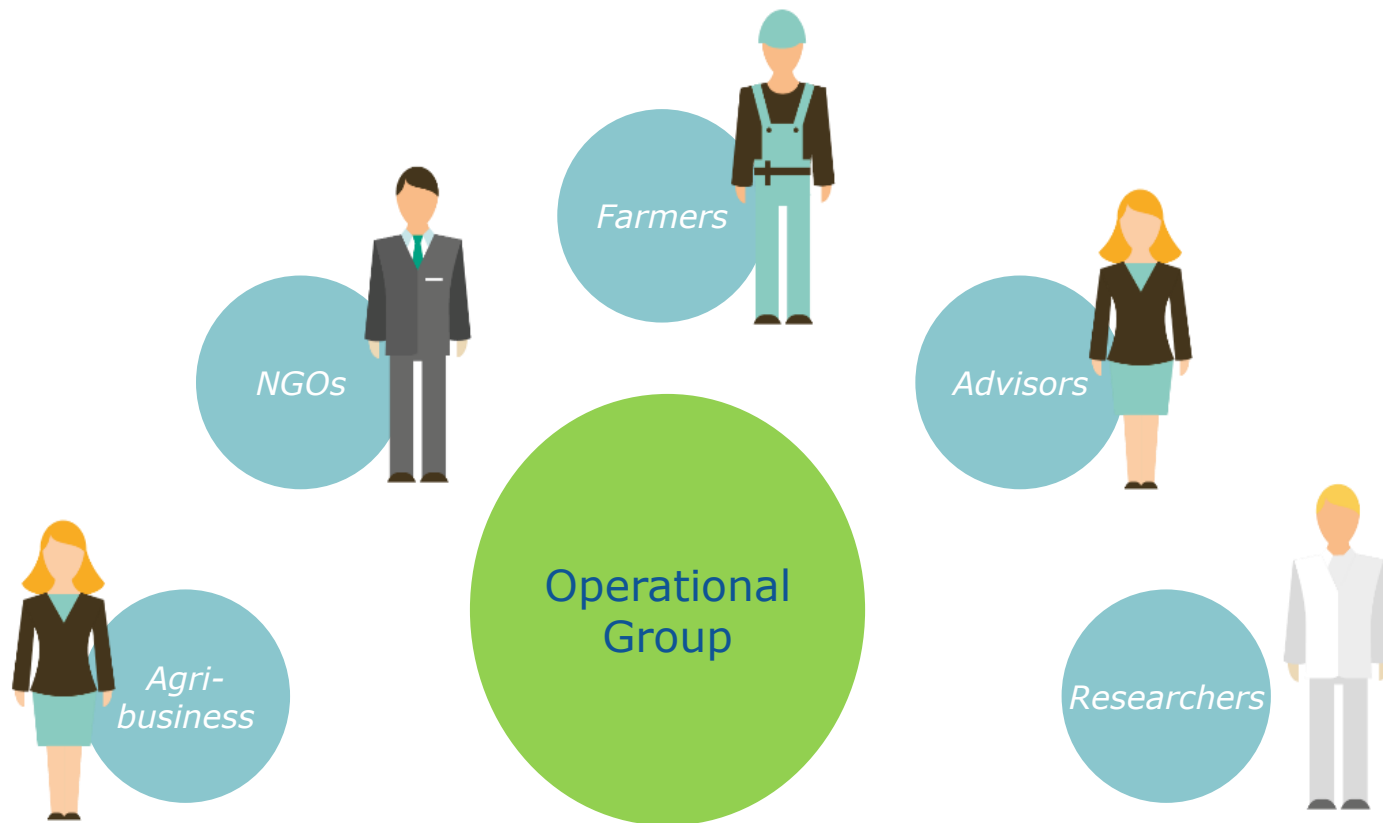 Farmers
NGOs
Advisors
Operational
Group
Agri-
business
Researchers